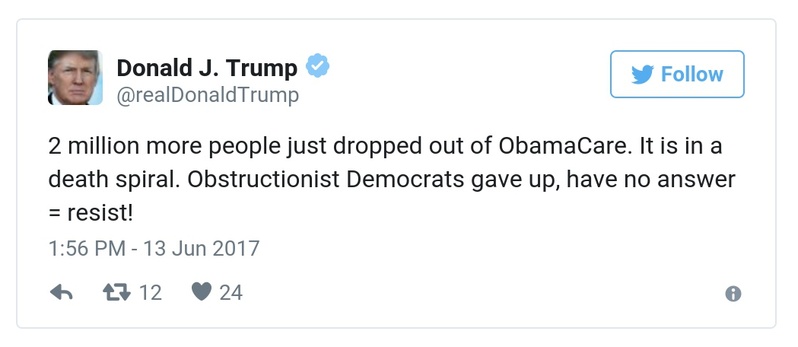 Donald J. Trump
@realDonaldTrump
Follow
2 million more people just dropped out of ObamaCare. It is in a
death spiral. Obstructionist Democrats gave up, have no answer
= resist!
1:56 PM - 13 Jun 2017
12 24